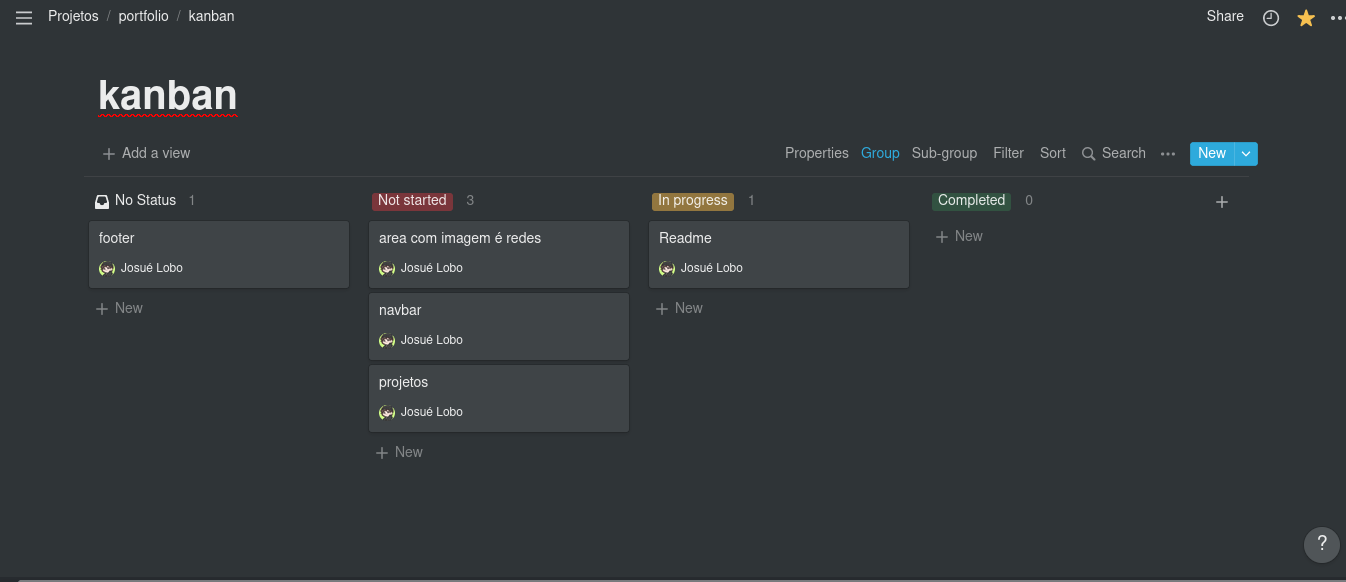 Projetos / portfolio / kanban
Share
kanban
Add a view
Properties Group Sub-group Filter Sort Search ••• New
No Status 1
footer
Josué Lobo
New
Not started 3
area com imagem é redes
Josué Lobo
navbar
Josué Lobo
projetos
Josué Lobo
New
In progress 1
Readme
Josué Lobo
New
Completed 0
New
?